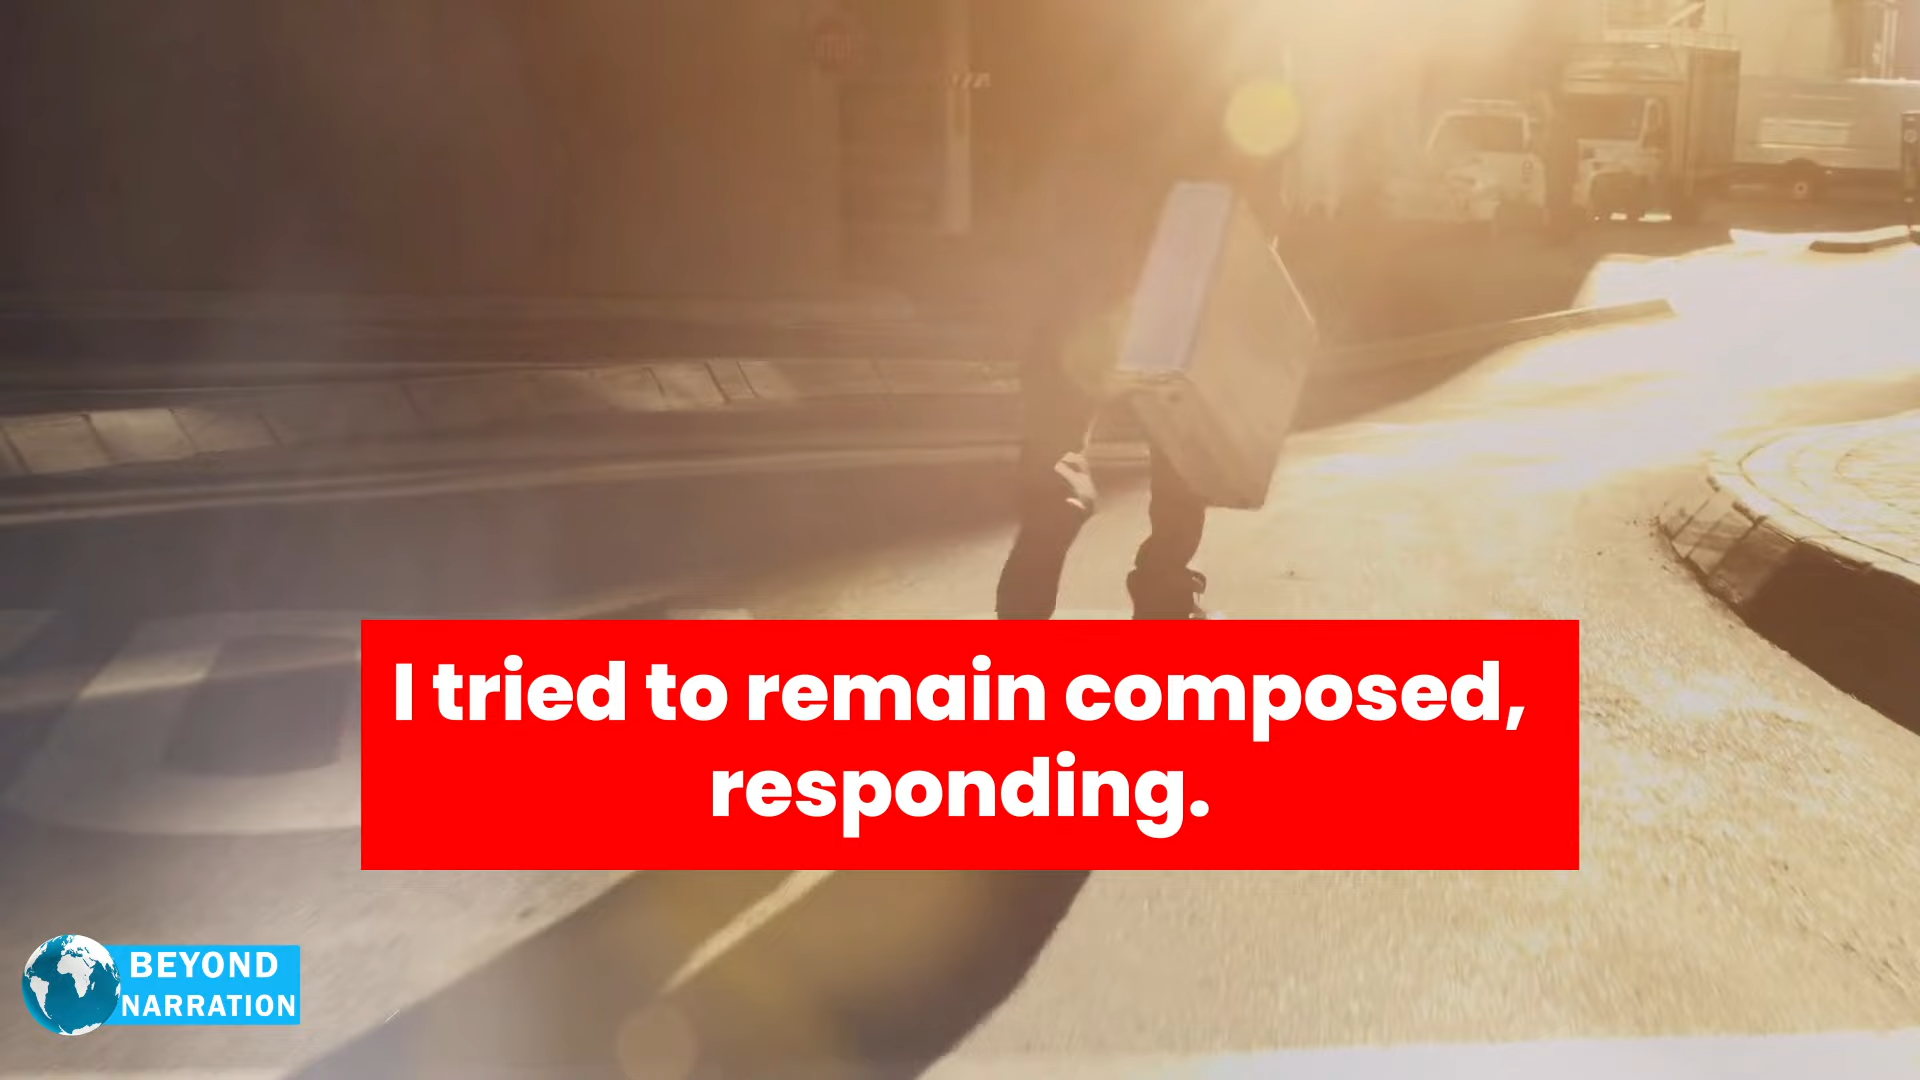 I tried to remain composed,
responding.
BEYOND
NARRATION